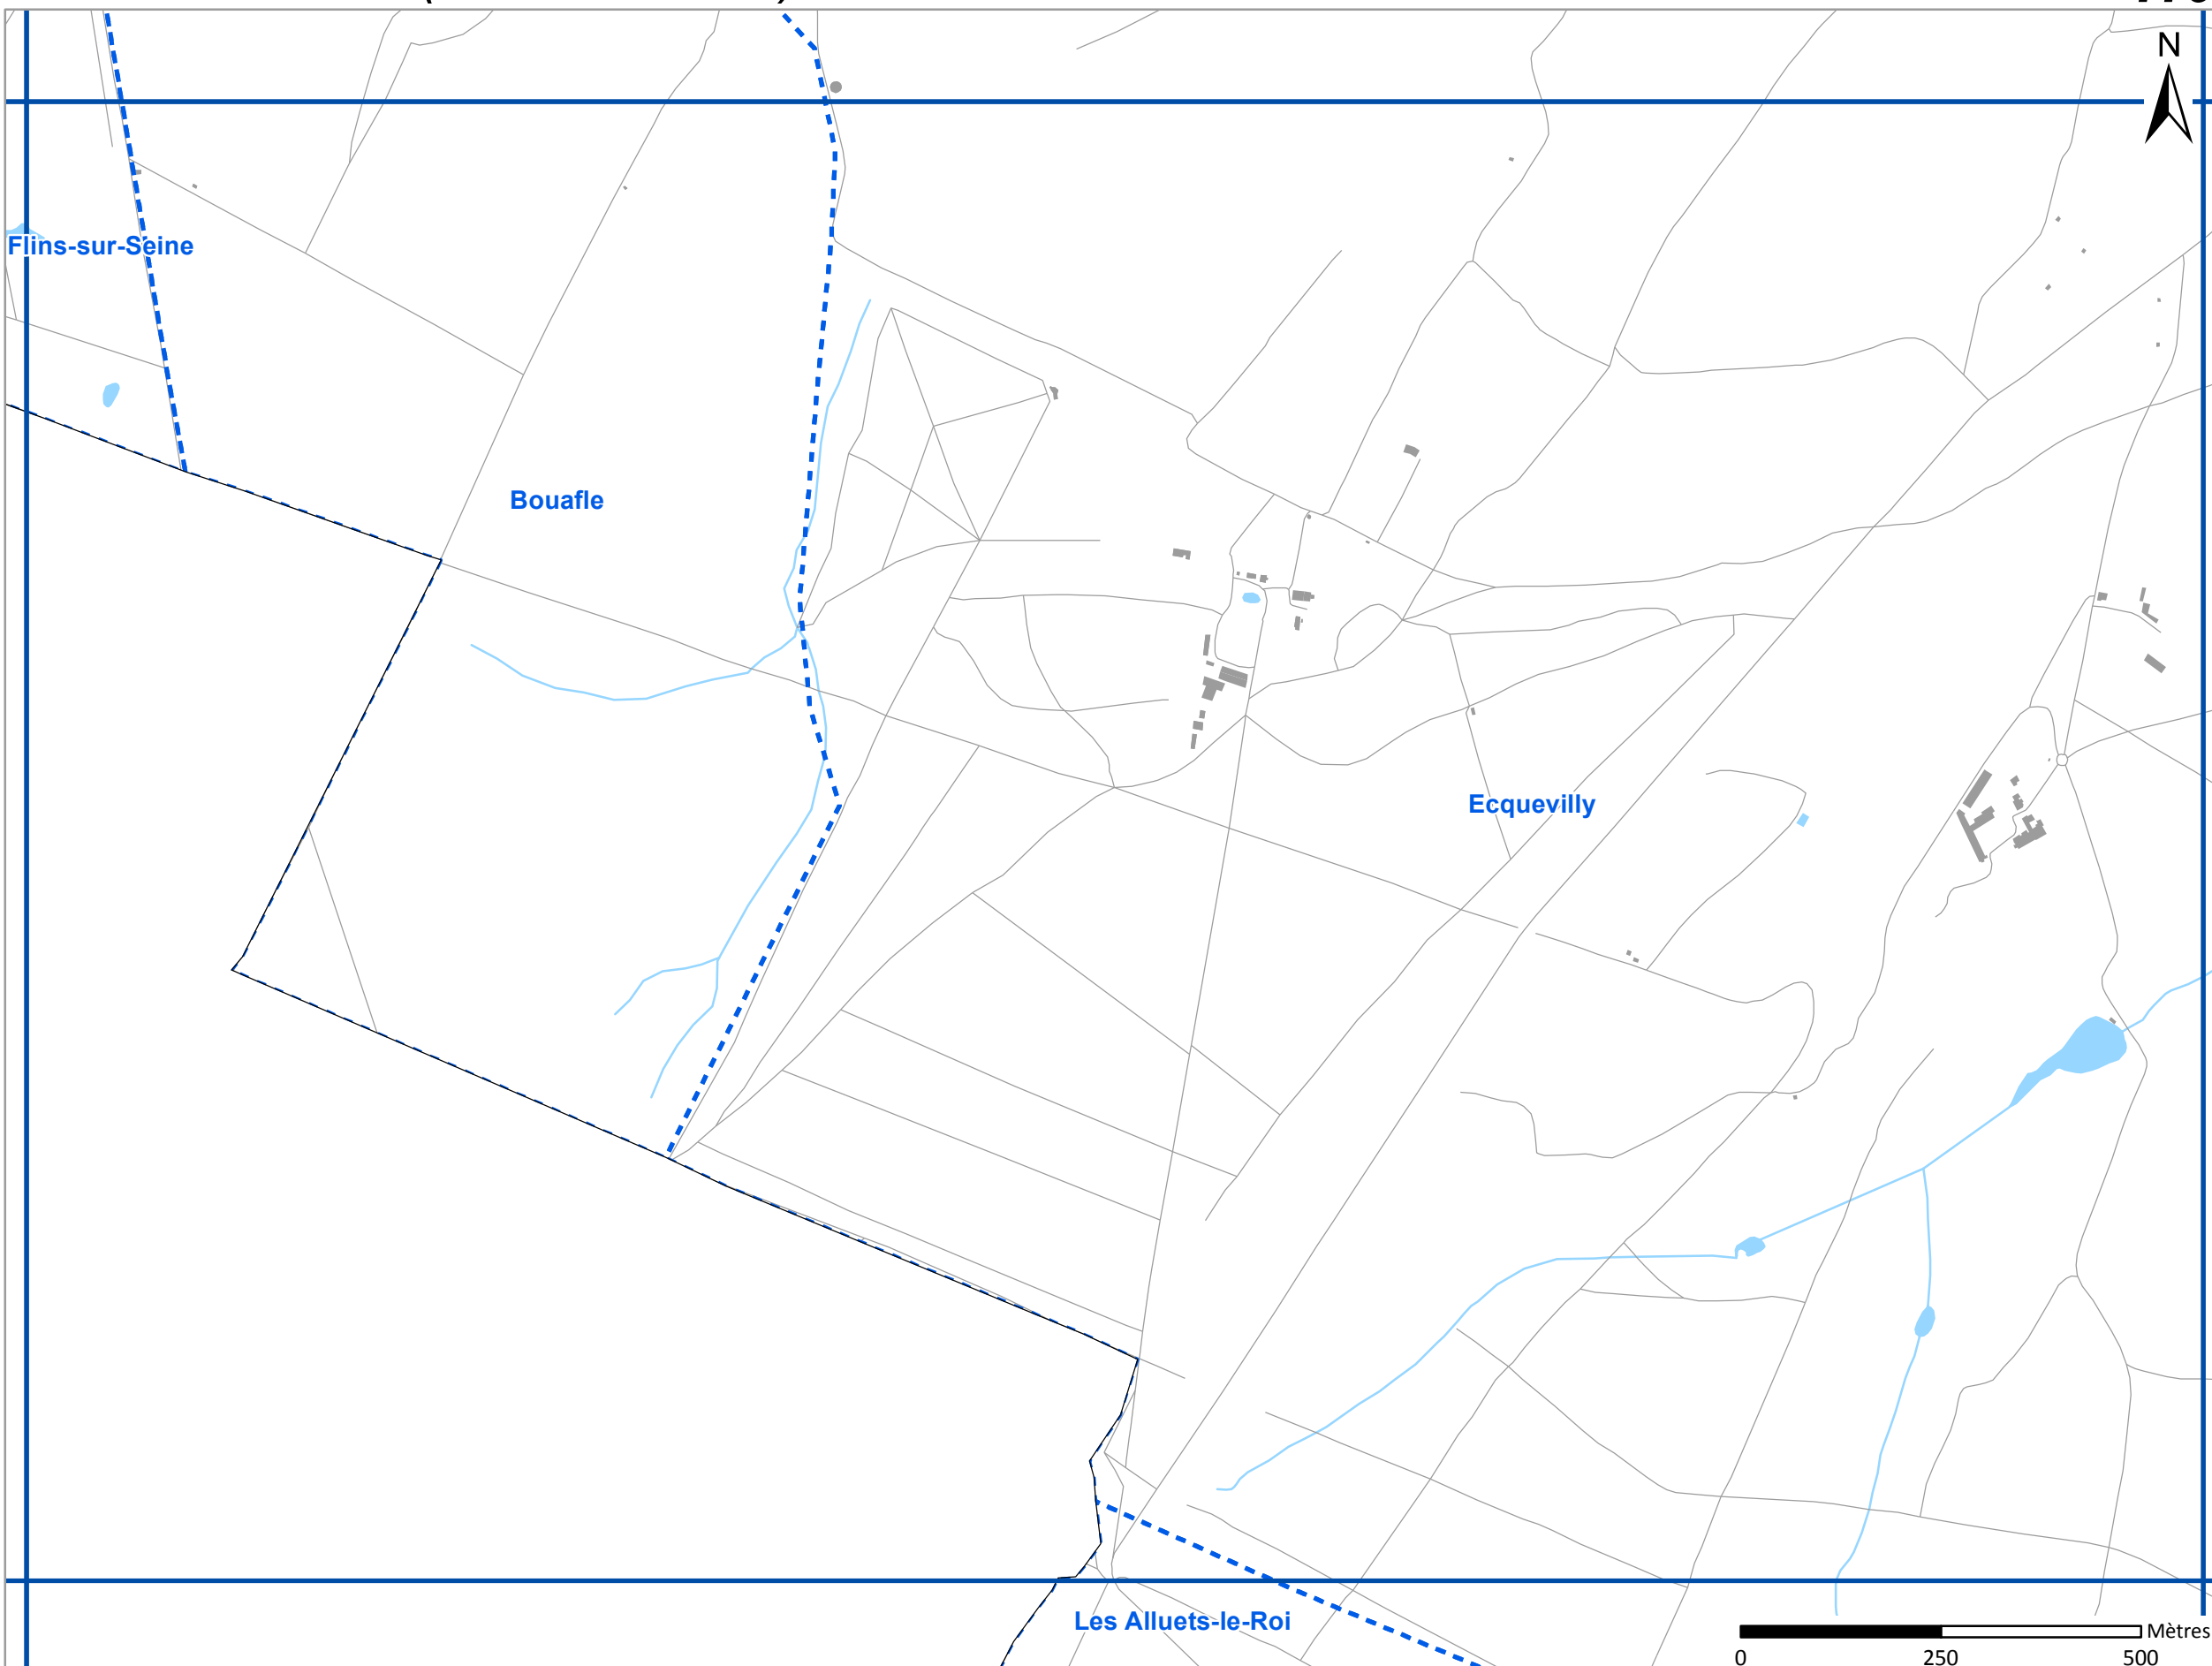 N
Flins-sur-Seine
Bouafle
Ecquevilly
Les Alluets-le-Roi
Mètres
0 250 500